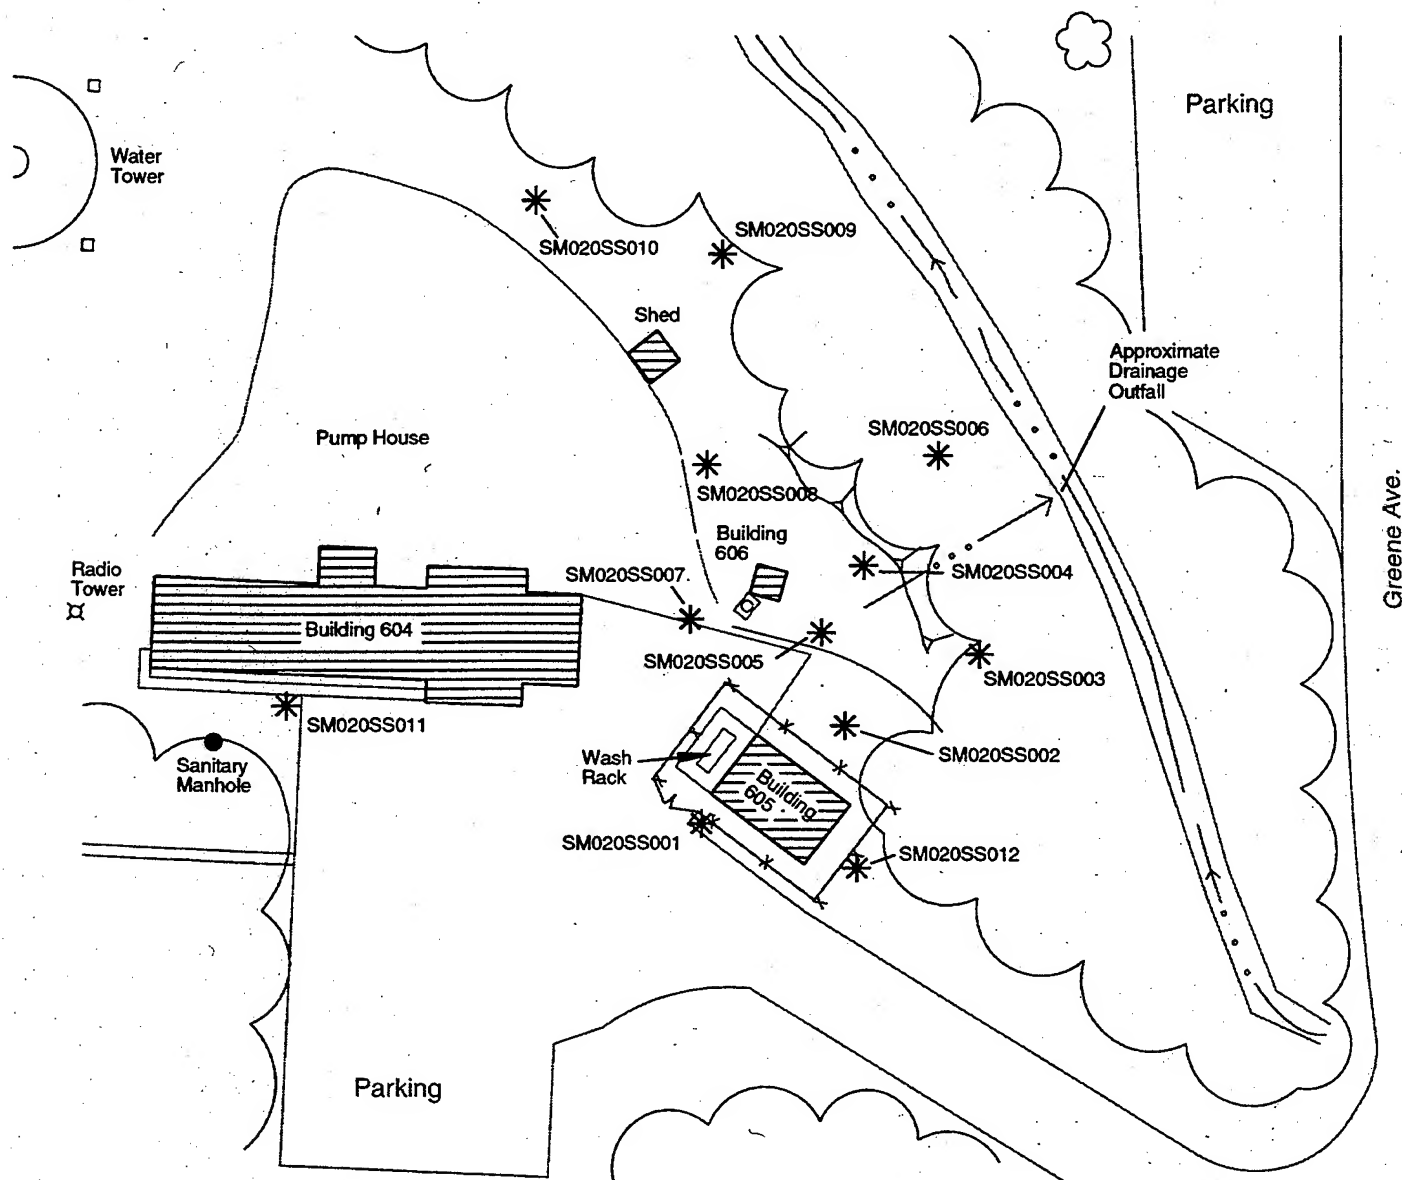 Parking
Water
Tower
SM020SS009
SM020SS010
Shed
Approximate
Drainage
Outfall
SM020SS006
Pump House
SM020SS008
Greene Ave.
Building
606
Radio
Tower
SM020SS007
SM020SS004
Building 604
SM020SS005
SM020SS003
SM020SS011
Wash
Rack
SM020SS002
Sanitary
Manhole
Building
605
SM020SS001
SM020SS012
Parking